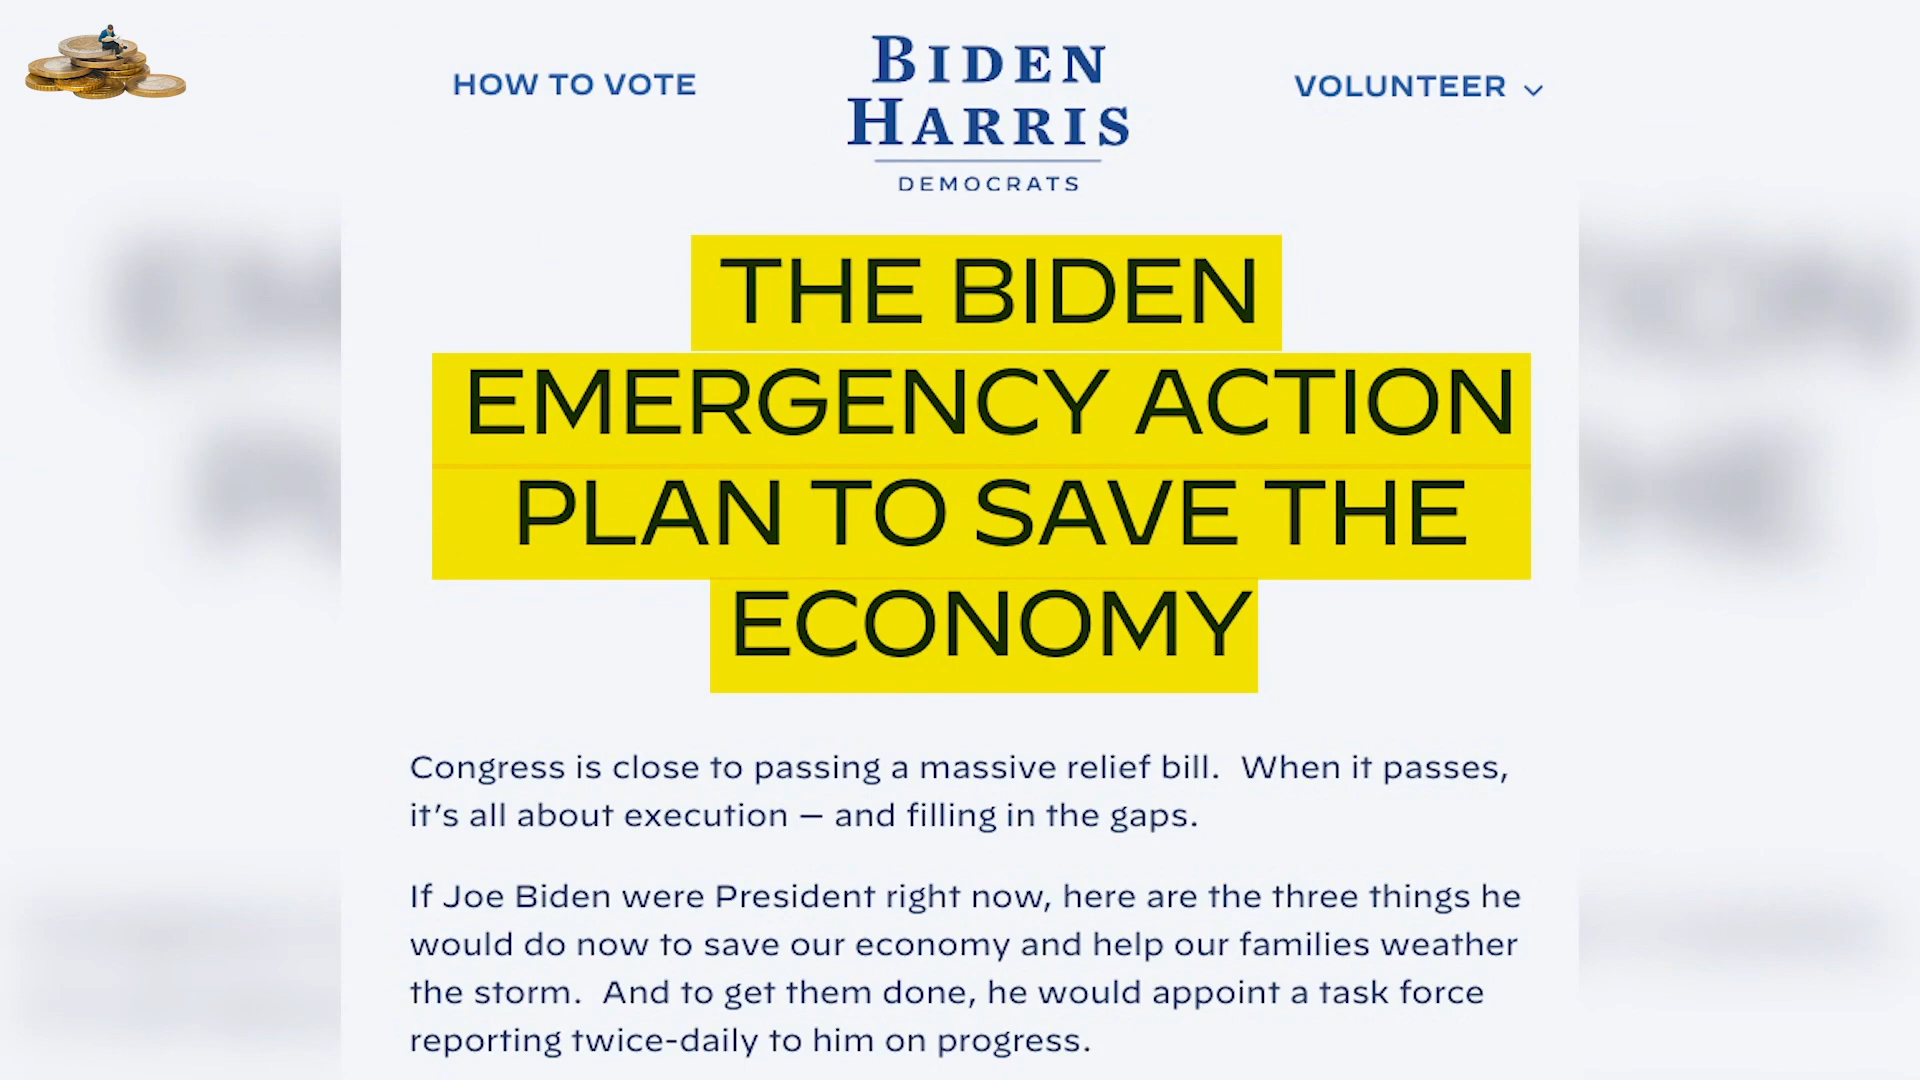 HOW TO VOTE
BIDEN
HARRIS
DEMOCRATS
VOLUNTEER
THE BIDEN
EMERGENCY ACTION
PLAN TO SAVE THE
ECONOMY
Congress is close to passing a massive relief bill.  When it passes,
it’s all about execution — and filling in the gaps.
If Joe Biden were President right now, here are the three things he
would do now to save our economy and help our families weather
the storm.  And to get them done, he would appoint a task force
reporting twice-daily to him on progress.